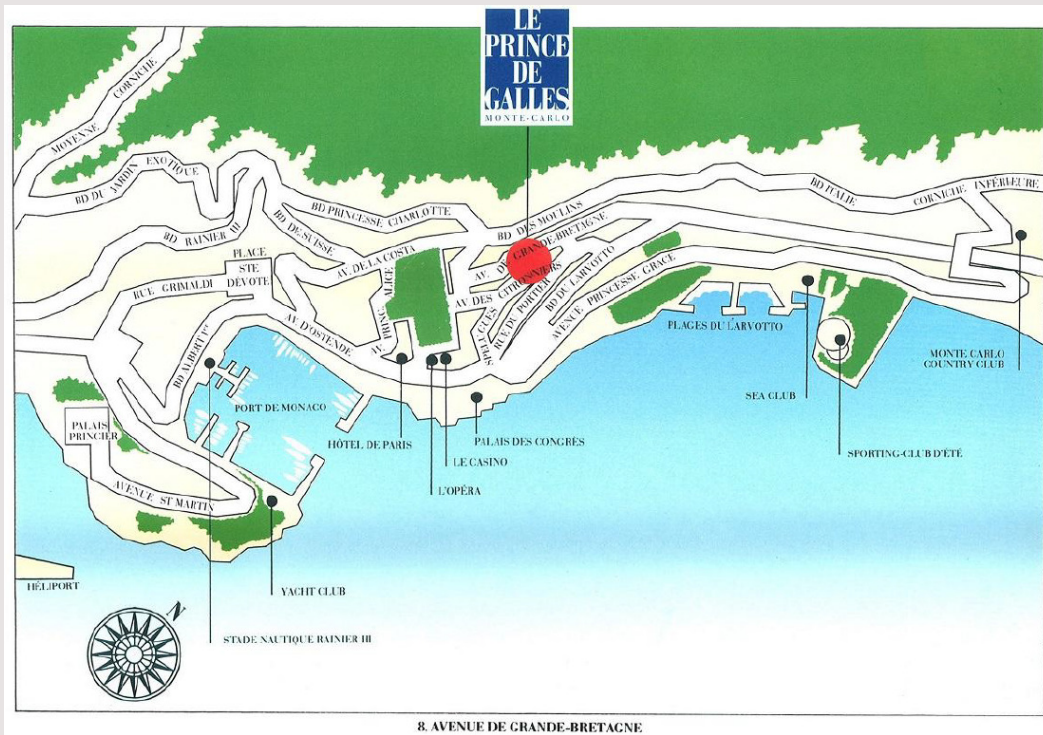 LE
PRINCE
DE
GALLES
MONTE-CARLO
MOYENNE CORNICHE
BD DU JARDIN EXOTIQUE
BD RAINIER III
BD PRINCESSE CHARLOTTE
BD DE SUISSE
BD DES MOULINS
BD ITALIE
CORNICHE INFÉRIEURE
PLACE
STE
DÉVOTE
RUE GRIMALDI
AV. DE LA COSTA
AV. DE GRANDE-BRETAGNE
AV. DES CITRONNIERS
AV. PRINC. ALICE
SPÉLUGUES
RUE DU PORTIER
BD DU LARVOTTO
AVENUE PRINCESSE GRACE
BD ALBERT 1er
AV. D'OSTENDE
PLAGES DU LARVOTTO
MONTE CARLO
COUNTRY CLUB
SEA CLUB
PORT DE MONACO
HÔTEL DE PARIS
PALAIS DES CONGRÈS
LE CASINO
SPORTING-CLUB D'ÉTÉ
L'OPÉRA
PALAIS
PRINCIER
AVENUE ST MARTIN
HÉLIPORT
YACHT CLUB
N
STADE NAUTIQUE RAINIER III
8. AVENUE DE GRANDE-BRETAGNE